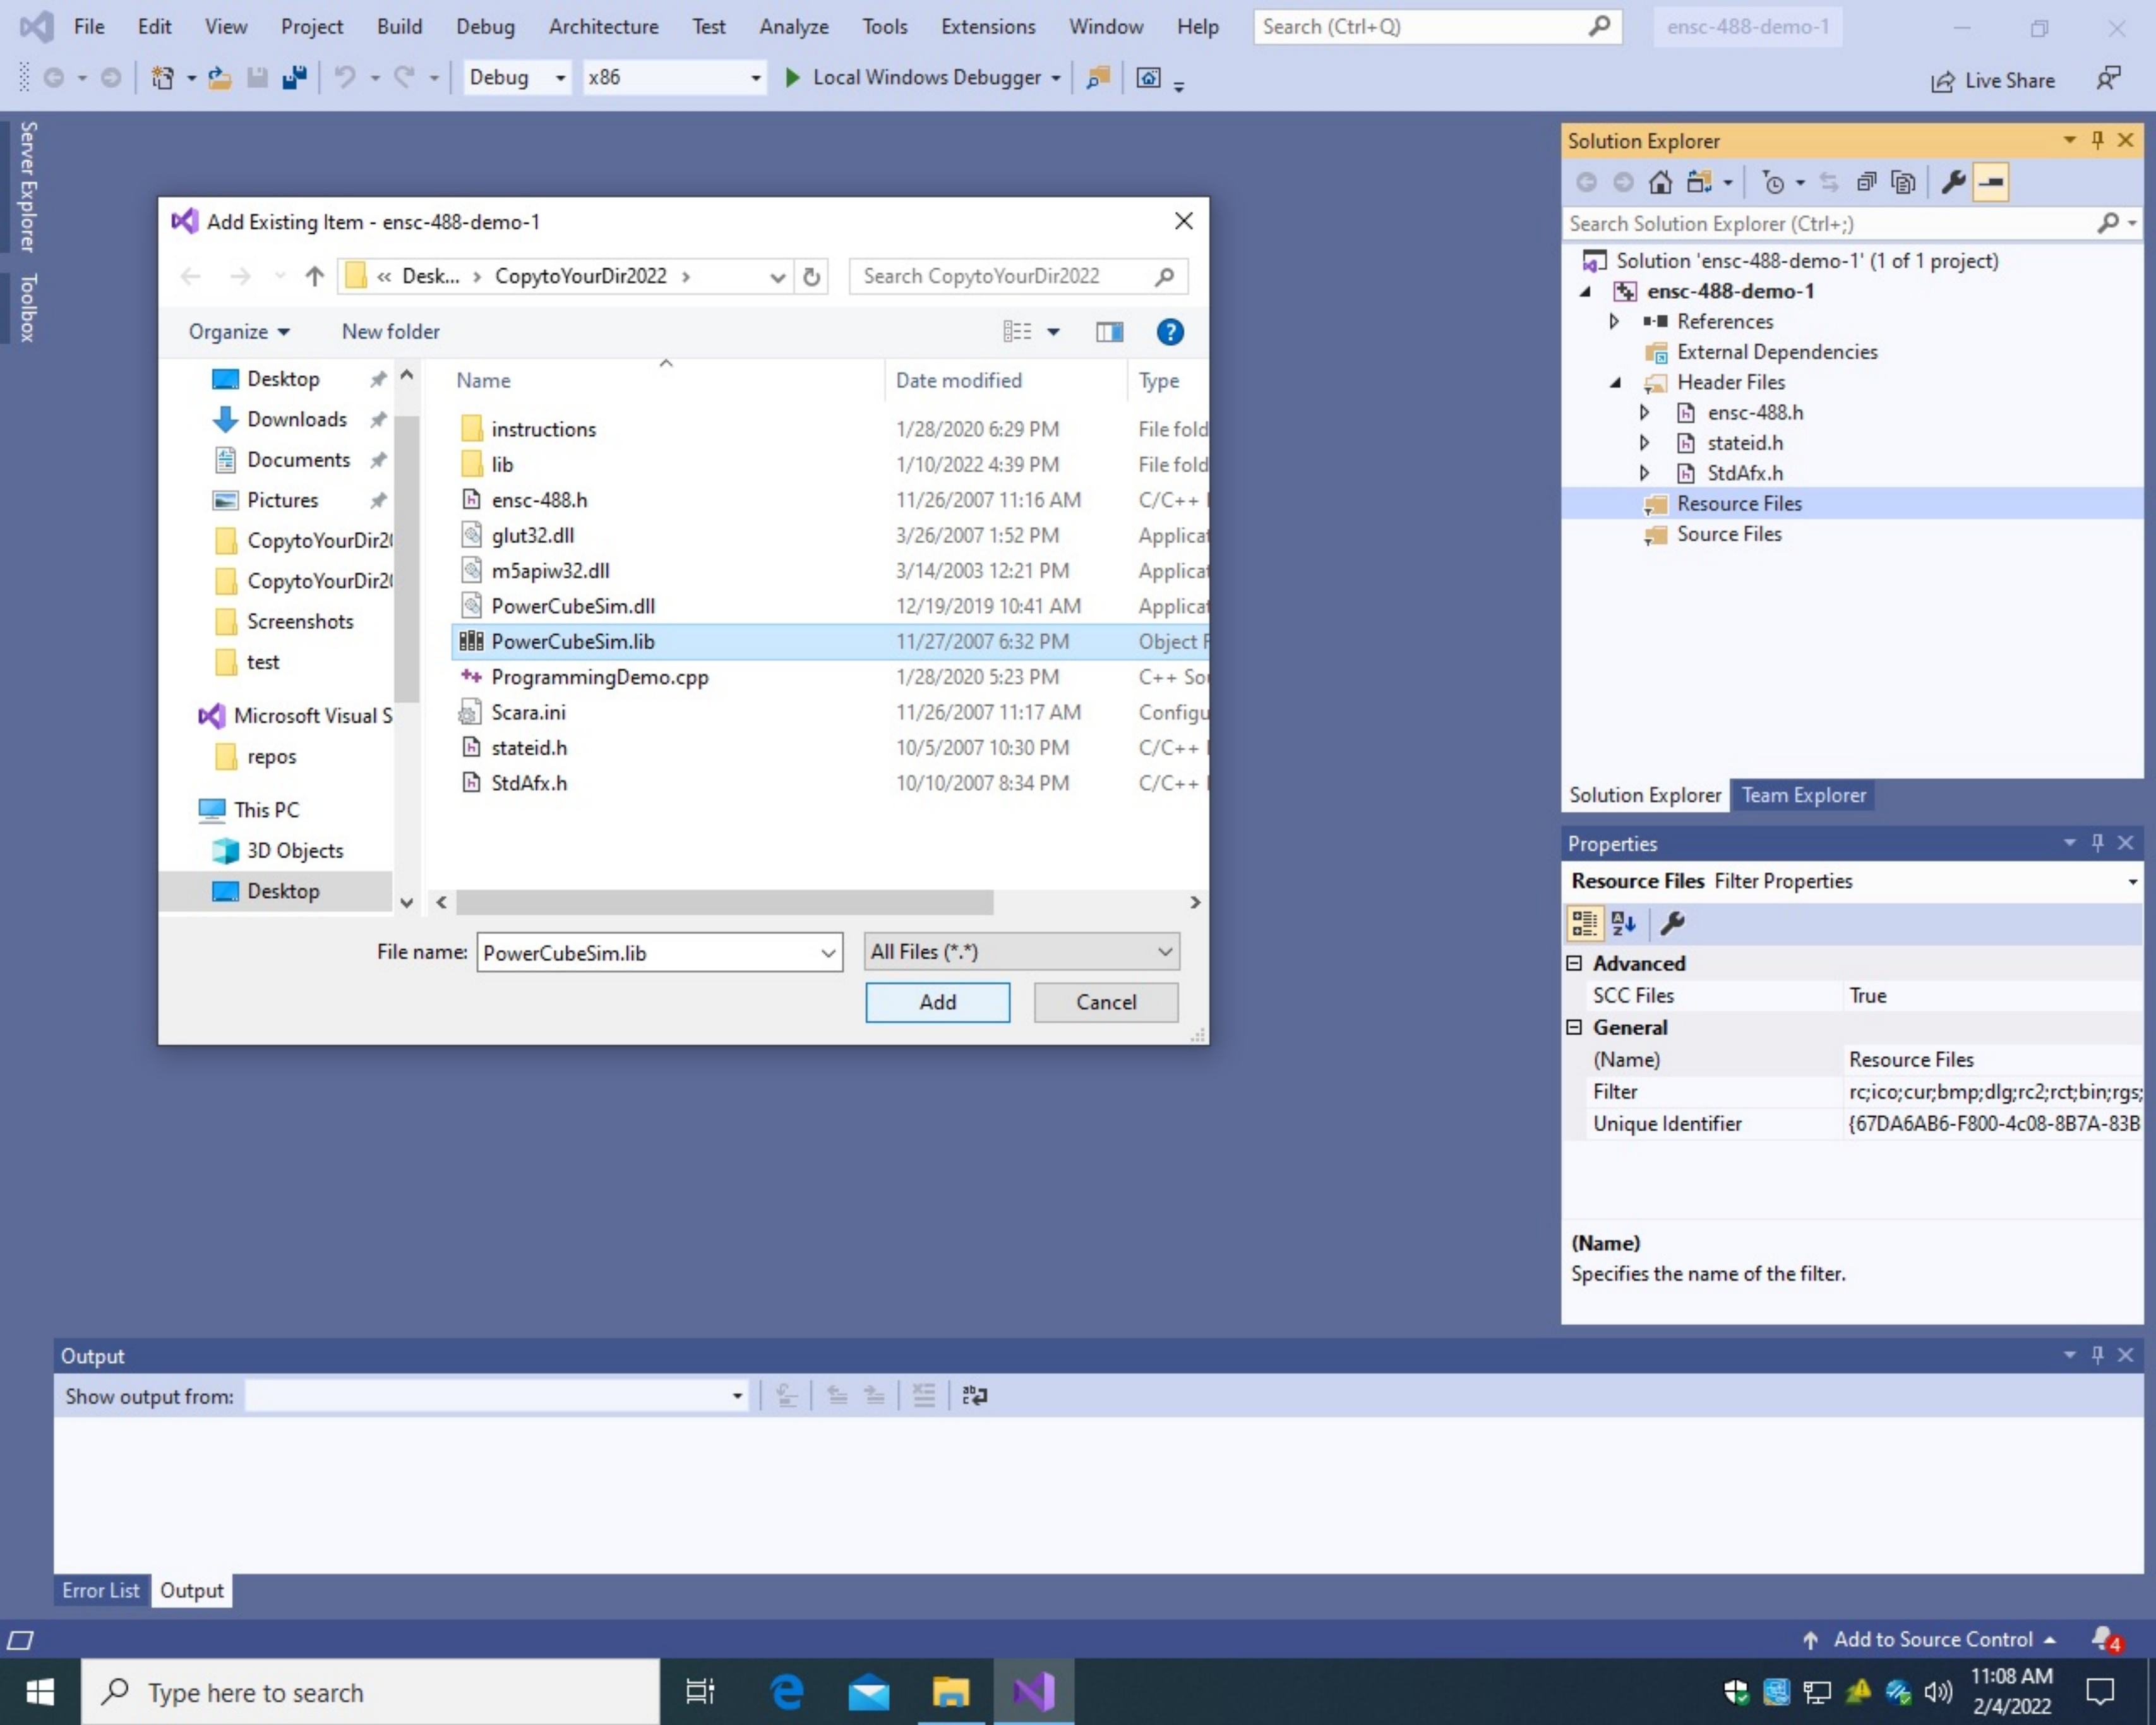 File Edit View Project Build Debug Architecture Test Analyze Tools Extensions Window Help Search (Ctrl+Q) ensc-488-demo-1
Debug x86 Local Windows Debugger Live Share
Server Explorer
Toolbox
Add Existing Item - ensc-488-demo-1
« Desk... › CopytoYourDir2022 › Search CopytoYourDir2022
Organize New folder
Desktop
Downloads
Documents
Pictures
CopytoYourDir20
CopytoYourDir20
Screenshots
test
Microsoft Visual S
repos
This PC
3D Objects
Desktop
Name Date modified Type
instructions 1/28/2020 6:29 PM File fold
lib 1/10/2022 4:39 PM File fold
ensc-488.h 11/26/2007 11:16 AM C/C++
glut32.dll 3/26/2007 1:52 PM Applicat
m5apiw32.dll 3/14/2003 12:21 PM Applicat
PowerCubeSim.dll 12/19/2019 10:41 AM Applicat
PowerCubeSim.lib 11/27/2007 6:32 PM Object F
ProgrammingDemo.cpp 1/28/2020 5:23 PM C++ Sou
Scara.ini 11/26/2007 11:17 AM Configu
stateid.h 10/5/2007 10:30 PM C/C++
StdAfx.h 10/10/2007 8:34 PM C/C++
File name: PowerCubeSim.lib All Files (*.*)
Add Cancel
Solution Explorer
Search Solution Explorer (Ctrl+;)
Solution 'ensc-488-demo-1' (1 of 1 project)
ensc-488-demo-1
References
External Dependencies
Header Files
ensc-488.h
stateid.h
StdAfx.h
Resource Files
Source Files
Solution Explorer Team Explorer
Properties
Resource Files Filter Properties
Advanced
SCC Files True
General
(Name) Resource Files
Filter rc;ico;cur;bmp;dlg;rc2;rct;bin;rgs;
Unique Identifier {67DA6AB6-F800-4c08-8B7A-83B
(Name)
Specifies the name of the filter.
Output
Show output from:
Error List Output
Add to Source Control 4
Type here to search
11:08 AM
2/4/2022